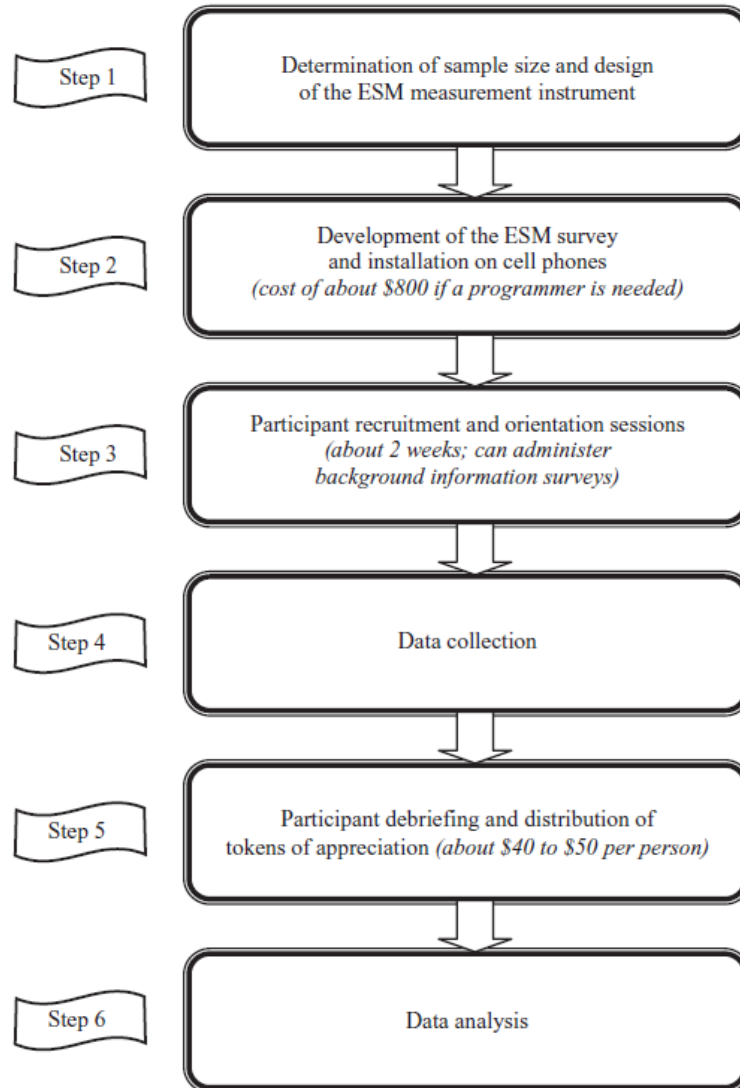 Step 1
Determination of sample size and design
of the ESM measurement instrument
Step 2
Development of the ESM survey
and installation on cell phones
(cost of about $800 if a programmer is needed)
Step 3
Participant recruitment and orientation sessions
(about 2 weeks; can administer
background information surveys)
Step 4
Data collection
Step 5
Participant debriefing and distribution of
tokens of appreciation (about $40 to $50 per person)
Step 6
Data analysis